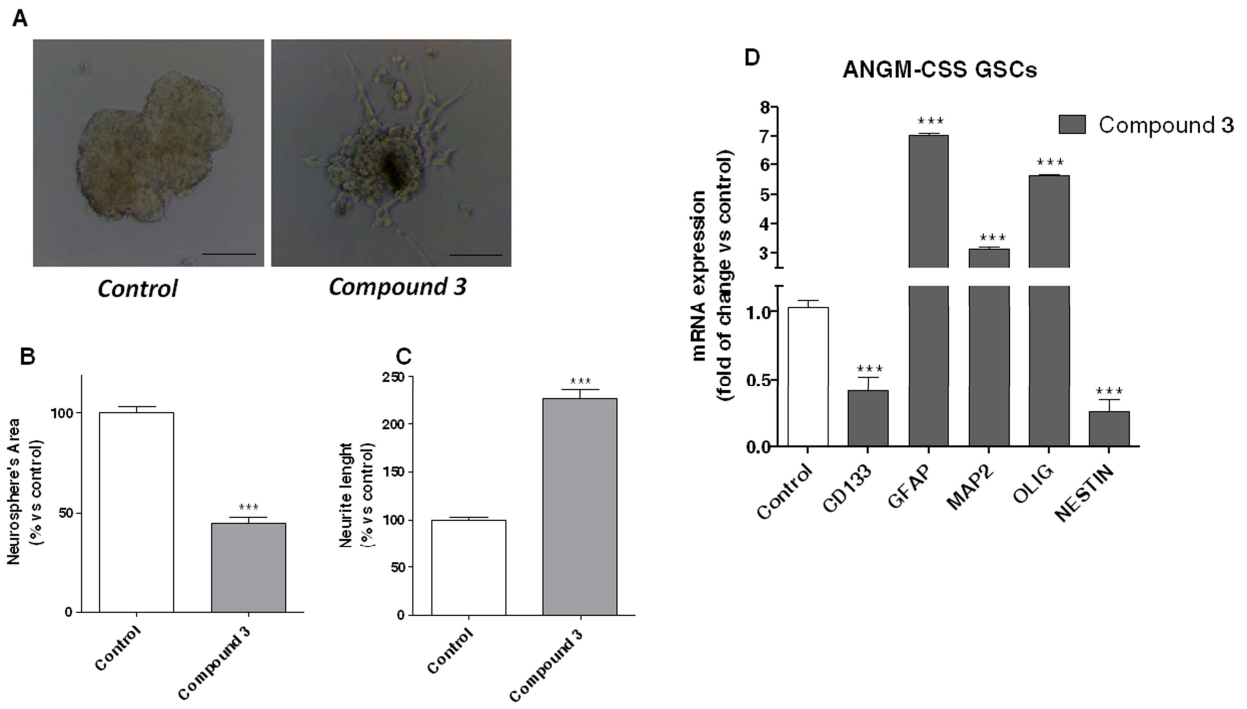 A
Control
Compound 3
B
Neurosphere's Area
(% vs control)
100
50
0
***
Control
Compound 3
C
Neurite lenght
(% vs control)
250
200
150
100
50
0
***
Control
Compound 3
D
ANGM-CSS GSCs
Compound 3
mRNA expression
(fold of change vs control)
8
7
6
5
4
3
1.0
0.5
0.0
***
***
***
***
***
Control
CD133
GFAP
MAP2
OLIG
NESTIN